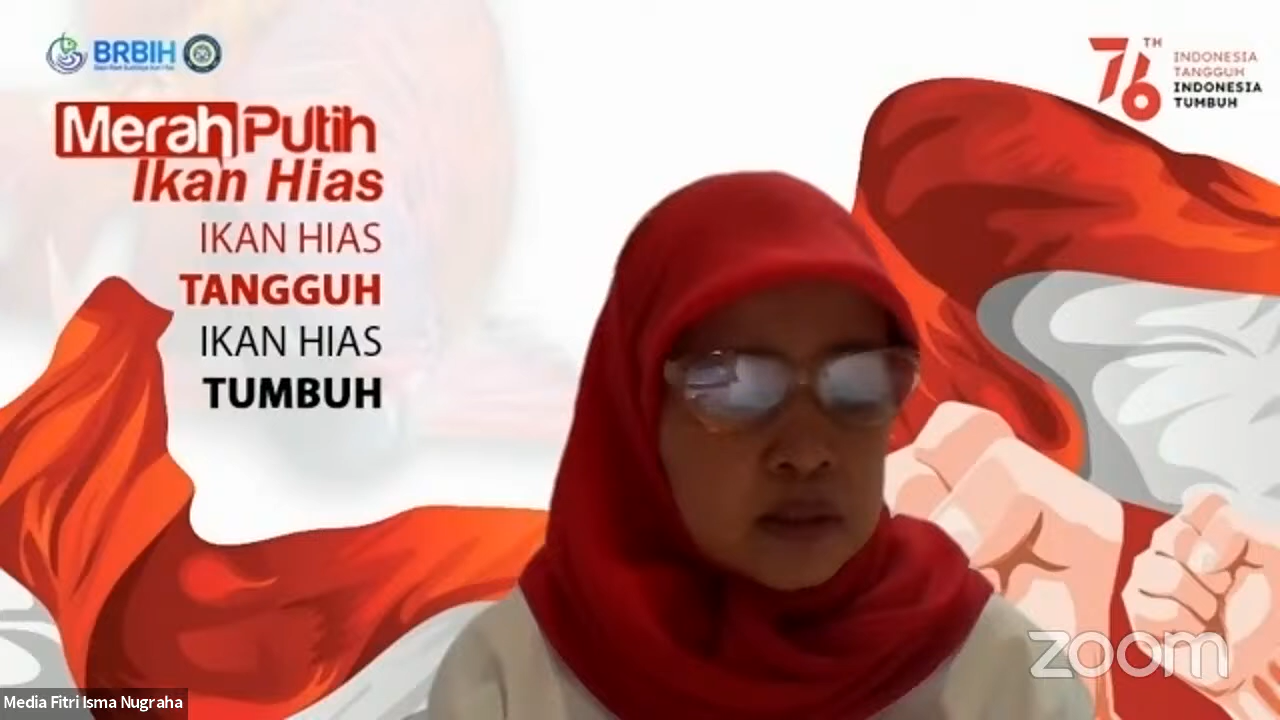 BRBIH
Merah Putih
Ikan Hias
IKAN HIAS
TANGGUH
IKAN HIAS
TUMBUH
76 TH
INDONESIA
TANGGUH
INDONESIA
TUMBUH
zoom
Media Fitri Isma Nugraha